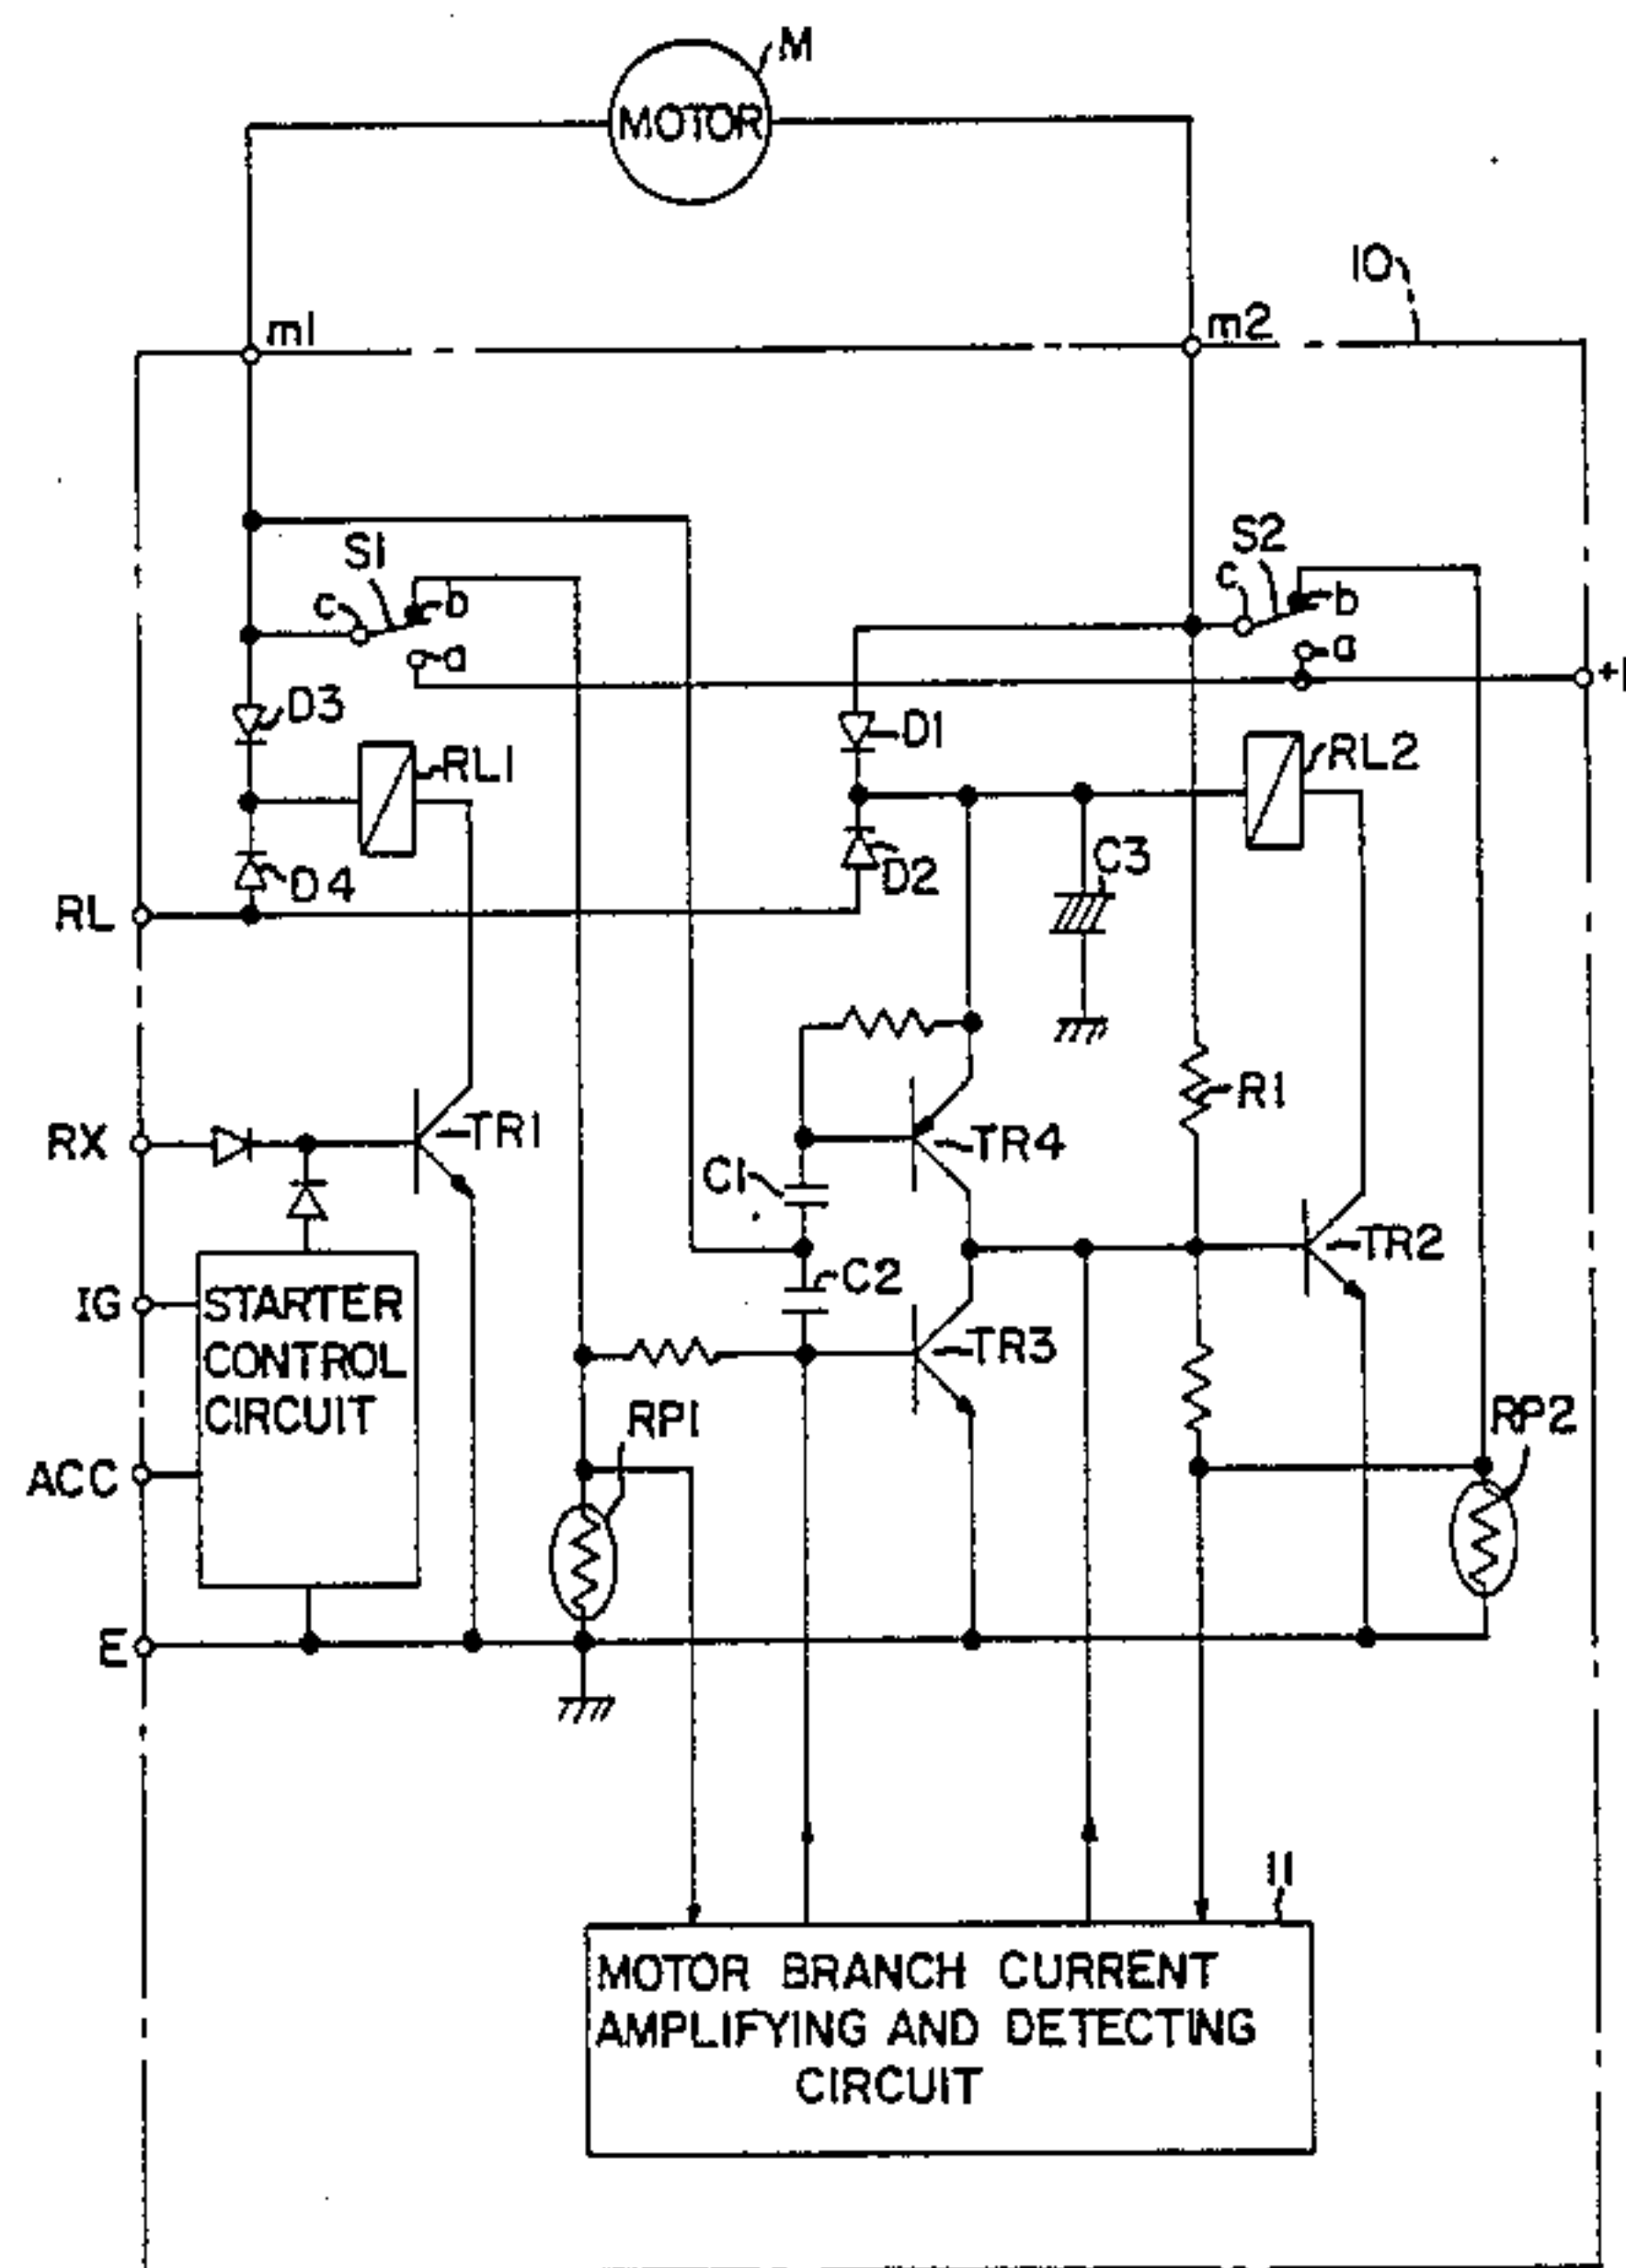 M
MOTOR
10
m1
m2
S1
S2
c
b
a
c
b
a
D3
D1
RL1
RL2
D4
D2
C3
RL
R1
RX
TR1
TR4
C1
TR2
C2
IG
STARTER
CONTROL
CIRCUIT
TR3
RP1
RP2
ACC
E
11
MOTOR BRANCH CURRENT
AMPLIFYING AND DETECTING
CIRCUIT